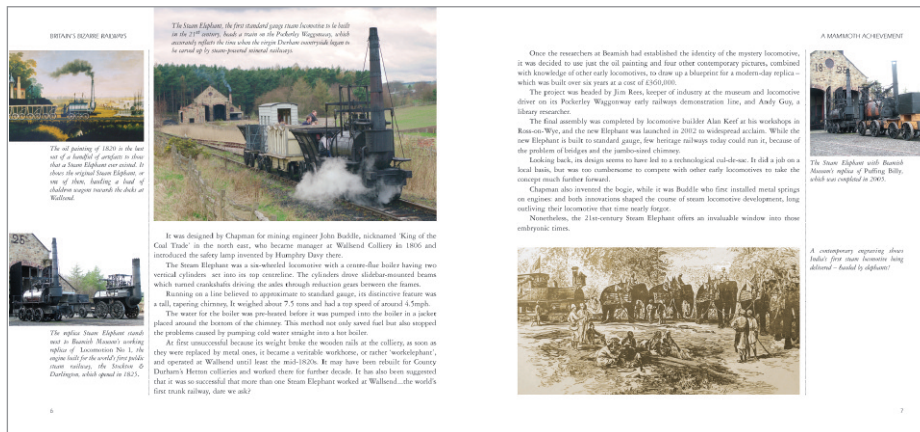 BRITAIN'S BIZARRE RAILWAYS
The Steam Elephant, the first standard gauge steam locomotive to be built
in the 21st century, heads a train on the Pockerley Waggonway, which
accurately reflects the time when the virgin Durham countryside began to
be carved up by steam-powered mineral railways.
The oil painting of 1820 is the last
out of a handful of artifacts to show
that a Steam Elephant ever existed. It
shows the original Steam Elephant, or
one of them, hauling a load of
chaldron wagons towards the docks at
Wallsend.
The replica Steam Elephant stands
next to Beamish Museum's working
replica of Locomotion No 1, the
engine built for the world's first public
steam railway, the Stockton &
Darlington, which opened in 1825.
It was designed by Chapman for mining engineer John Buddle, nicknamed 'King of the
Coal Trade' in the north east, who became manager at Wallsend Colliery in 1806 and
introduced the safety lamp invented by Humphry Davy there.
The Steam Elephant was a six-wheeled locomotive with a centre-flue boiler having two
vertical cylinders set into its top centreline. The cylinders drove slidebar-mounted beams
which turned crankshafts driving the axles through reduction gears between the frames.
Running on a line believed to approximate to standard gauge, its distinctive feature was
a tall, tapering chimney. It weighed about 7.5 tons and had a top speed of around 4.5mph.
The water for the boiler was pre-heated before it was pumped into the boiler in a jacket
placed around the bottom of the chimney. This method not only saved fuel but also stopped
the problems caused by pumping cold water straight into a hot boiler.
At first unsuccessful because its weight broke the wooden rails at the colliery, as soon as
they were replaced by metal ones, it became a veritable workhorse, or rather 'workelephant',
and operated at Wallsend until least the mid-1820s. It may have been rebuilt for County
Durham's Hetton collieries and worked there for further decade. It has also been suggested
that it was so successful that more than one Steam Elephant worked at Wallsend...the world's
first trunk railway, dare we ask?
6
A MAMMOTH ACHIEVEMENT
Once the researchers at Beamish had established the identity of the mystery locomotive,
it was decided to use just the oil painting and four other contemporary pictures, combined
with knowledge of other early locomotives, to draw up a blueprint for a modern-day replica –
which was built over six years at a cost of £350,000.
The project was headed by Jim Rees, keeper of industry at the museum and locomotive
driver on its Pockerley Waggonway early railways demonstration line, and Andy Guy, a
library researcher.
The final assembly was completed by locomotive builder Alan Keef at his workshops in
Ross-on-Wye, and the new Elephant was launched in 2002 to widespread acclaim. While the
new Elephant is built to standard gauge, few heritage railways today could run it, because of
the problem of bridges and the jumbo-sized chimney.
Looking back, its design seems to have led to a technological cul-de-sac. It did a job on a
local basis, but was too cumbersome to compete with other early locomotives to take the
concept much further forward.
Chapman also invented the bogie, while it was Buddle who first installed metal springs
on engines: and both innovations shaped the course of steam locomotive development, long
outliving their locomotive that time nearly forgot.
Nonetheless, the 21st-century Steam Elephant offers an invaluable window into those
embryonic times.
The Steam Elephant with Beamish
Museum's replica of Puffing Billy,
which was completed in 2005.
A contemporary engraving shows
India's first steam locomotive being
delivered – hauled by elephants!
7